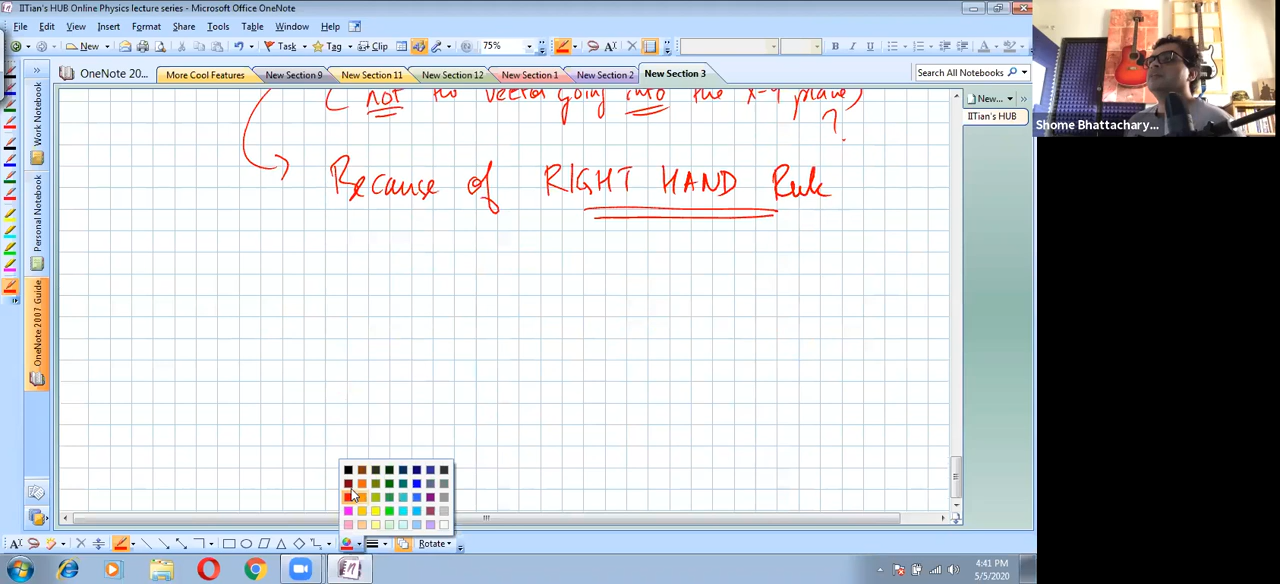 IITian's HUB Online Physics lecture series - Microsoft Office OneNote
File Edit View Insert Format Share Tools Table Window Help
New Task Tag Clip 75% B I U
OneNote 20... More Cool Features New Section 9 New Section 11 New Section 12 New Section 1 New Section 2 New Section 3 Search All Notebooks
New...
IITian's HUB
Work Notebook
Personal Notebook
OneNote 2007 Guide
( not the vector going into the x-y plane)
?
Because of RIGHT HAND Rule
Shome Bhattachary...
Rotate
4:41 PM
5/5/2020